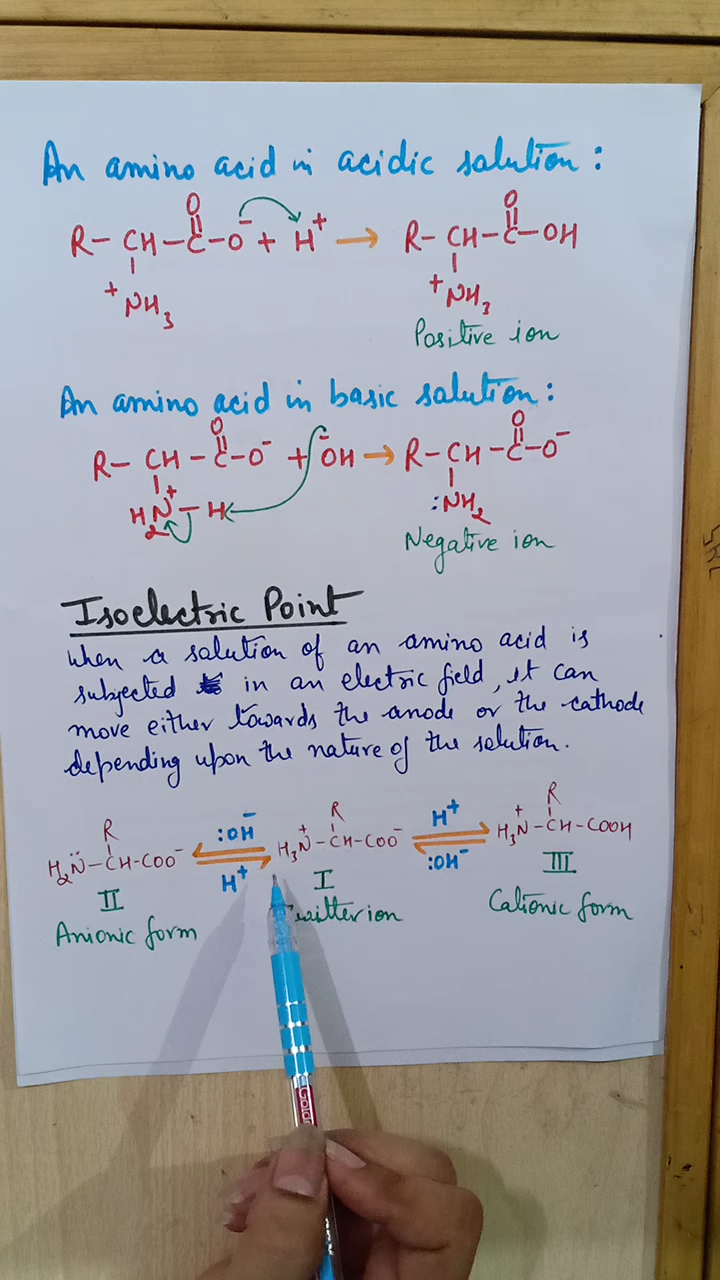 An amino acid in acidic solution:
O O
R-CH-C-O⁻ + H⁺ → R-CH-C-OH
⁺NH₃ ⁺NH₃
Positive ion
An amino acid in basic solution:
O O
R-CH-C-O⁻ + ⁻OH → R-CH-C-O⁻
H₂N⁺-H :NH₂
Negative ion
Isoelectric Point
When a solution of an amino acid is
subjected in an electric field, it can
move either towards the anode or the cathode
depending upon the nature of the solution.
R :OH⁻ R H⁺ R
H₂N̈-CH-COO⁻ ⇌ H₃N⁺-CH-COO⁻ ⇌ H₃N⁺-CH-COOH
H⁺ :OH⁻
II I III
Anionic form ion Cationic form
Gold